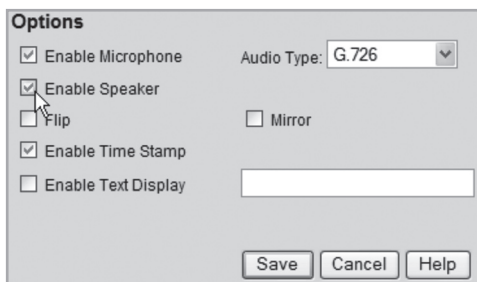 Options
Enable Microphone Audio Type: G.726
Enable Speaker
Flip Mirror
Enable Time Stamp
Enable Text Display
Save Cancel Help